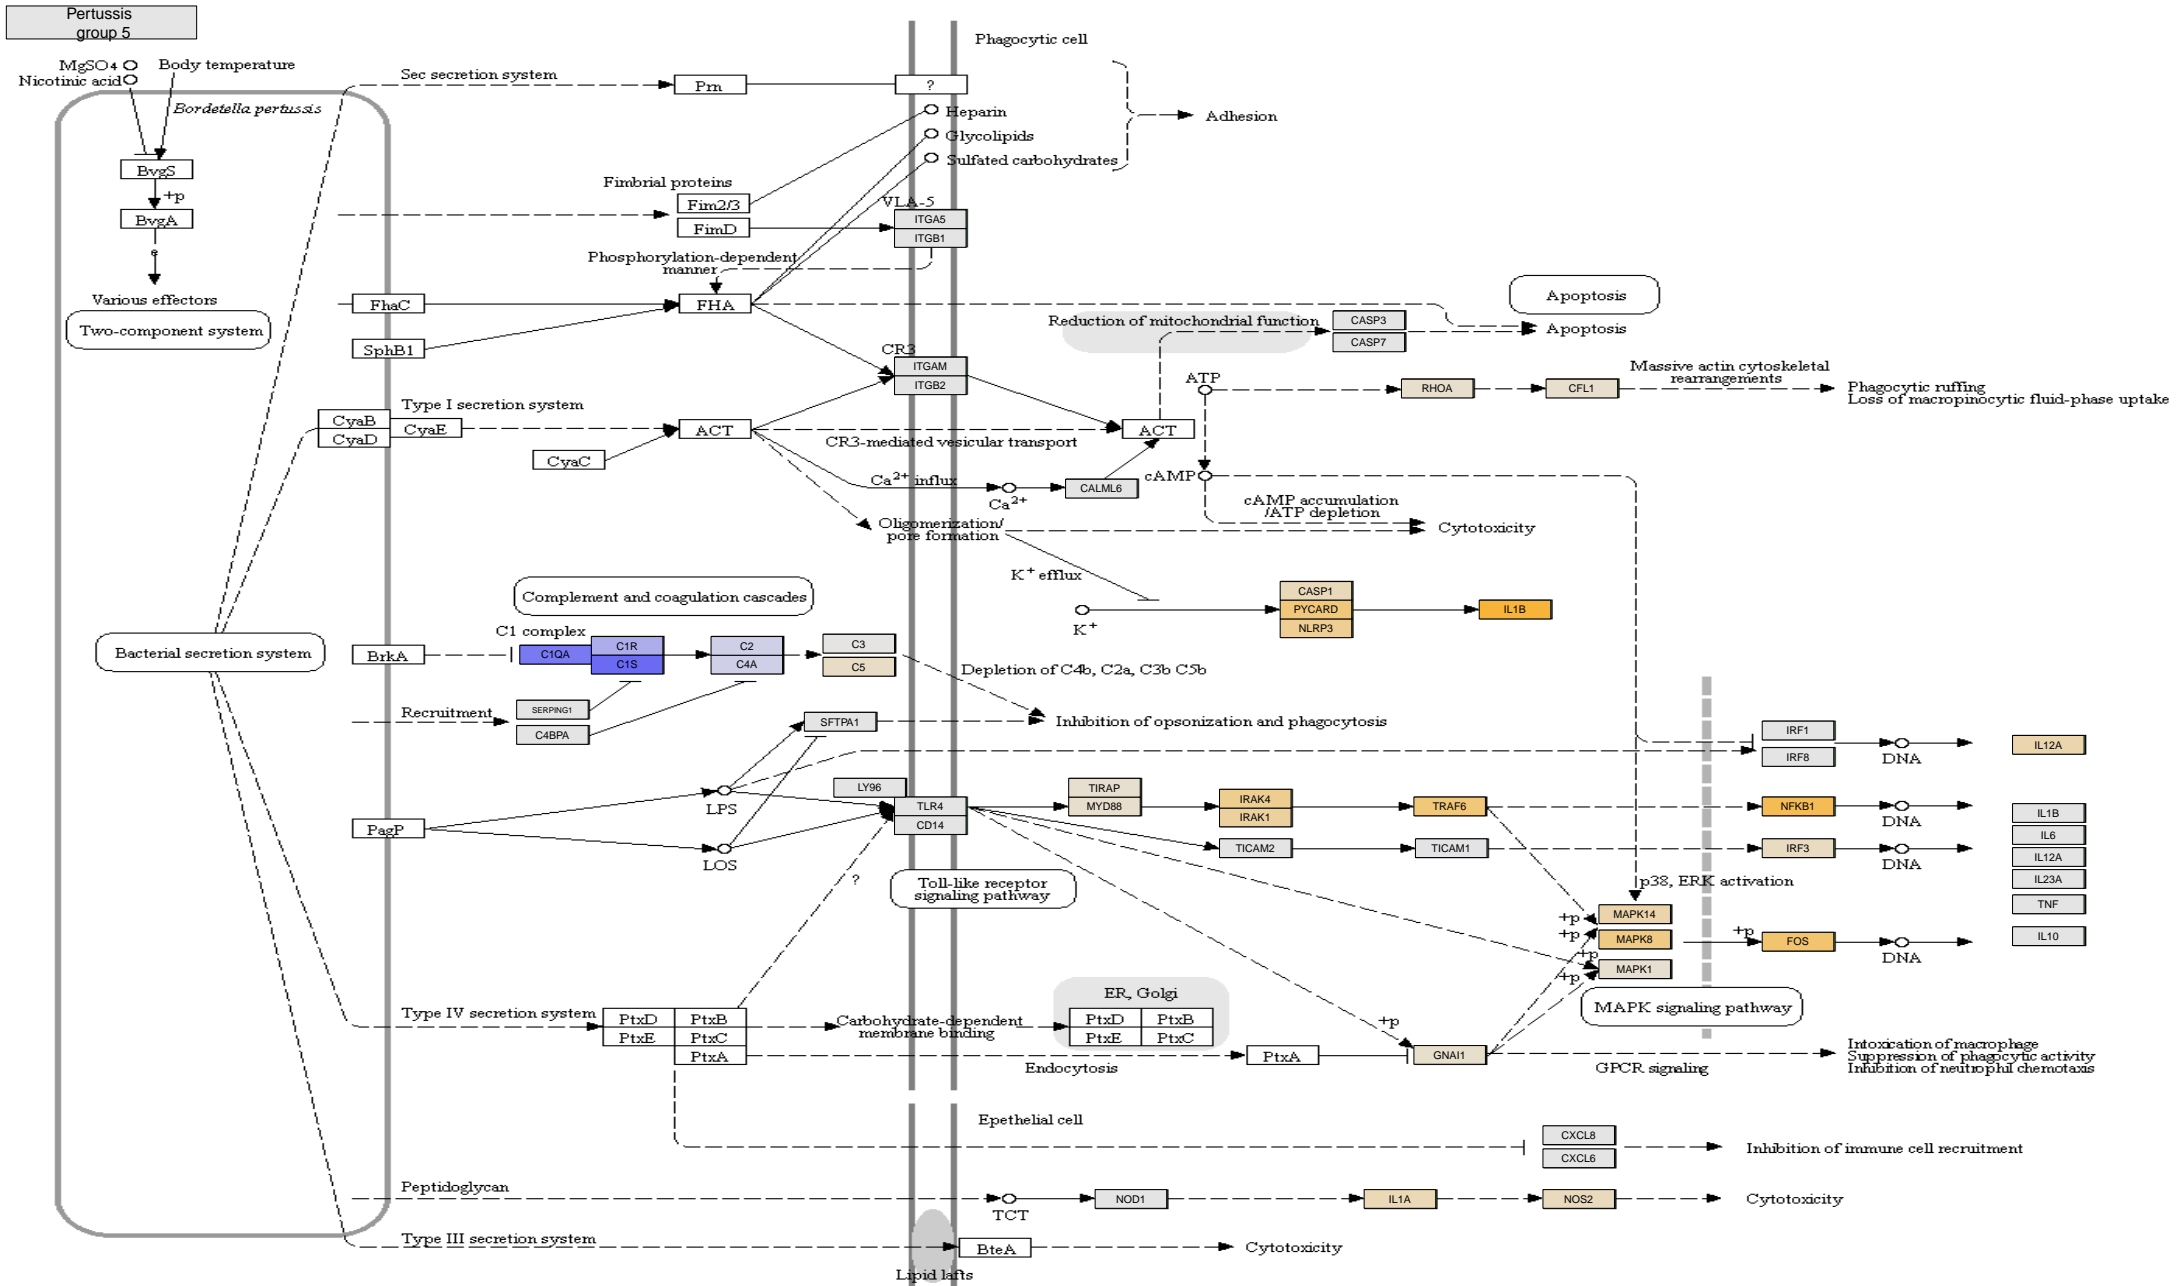 Pertussis
group 5
MgSO4
Nicotinic acid
Body temperature
Bordetella pertussis
BvgS
+p
BvgA
e
Various effectors
Two-component system
Bacterial secretion system
Sec secretion system
Prn
?
Phagocytic cell
Heparin
Glycolipids
Sulfated carbohydrates
Adhesion
Fimbrial proteins
Fim2/3
FimD
VLA-5
ITGA5
ITGB1
Phosphorylation-dependent
manner
FhaC
FHA
SphB1
CR3
ITGAM
ITGB2
Reduction of mitochondrial function
CASP3
CASP7
Apoptosis
Apoptosis
ATP
RHOA
CFL1
Massive actin cytoskeletal
rearrangements
Phagocytic ruffing
Loss of macropinocytic fluid-phase uptake
Type I secretion system
CyaB
CyaD
CyaE
ACT
CyaC
CR3-mediated vesicular transport
ACT
Ca2+ influx
Ca2+
CALML6
cAMP
cAMP accumulation
/ATP depletion
Cytotoxicity
Oligomerization/
pore formation
K+ efflux
K+
CASP1
PYCARD
NLRP3
IL1B
Complement and coagulation cascades
C1 complex
BrkA
C1QA
C1R
C1S
C2
C4A
C3
C5
Depletion of C4b, C2a, C3b C5b
Recruitment
SERPING1
C4BPA
SFTPA1
Inhibition of opsonization and phagocytosis
IRF1
IRF8
DNA
IL12A
LPS
LOS
PagP
LY96
TLR4
CD14
TIRAP
MYD88
IRAK4
IRAK1
TRAF6
NFKB1
DNA
TICAM2
TICAM1
IRF3
DNA
IL1B
IL6
IL12A
IL23A
TNF
IL10
?
Toll-like receptor
signaling pathway
p38, ERK activation
+p
MAPK14
+p
MAPK8
+p
+p
MAPK1
+p
FOS
DNA
MAPK signaling pathway
Type IV secretion system
PtxD
PtxB
PtxE
PtxC
PtxA
Carbohydrate-dependent
membrane binding
ER, Golgi
PtxD
PtxB
PtxE
PtxC
Endocytosis
PtxA
+p
GNAI1
GPCR signaling
Intoxication of macrophage
Suppression of phagocytic activity
Inhibition of neutrophil chemotaxis
Epethelial cell
CXCL8
CXCL6
Inhibition of immune cell recruitment
Peptidoglycan
TCT
NOD1
IL1A
NOS2
Cytotoxicity
Type III secretion system
BteA
Cytotoxicity
Lipid lafts